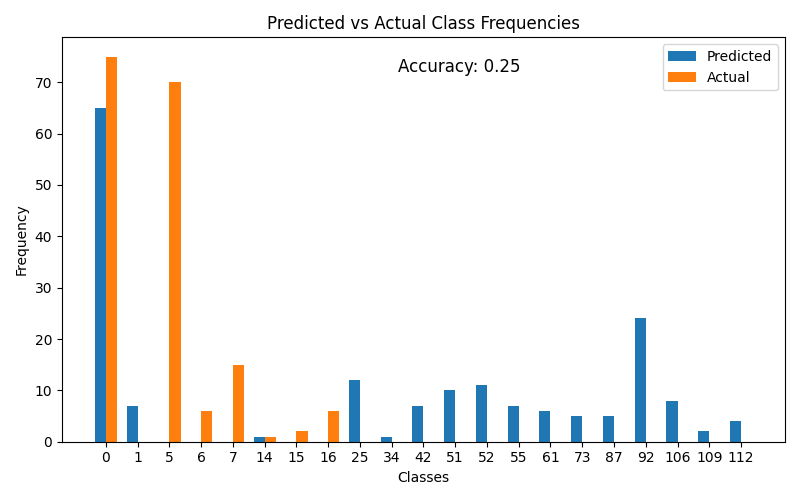 Predicted vs Actual Class Frequencies
Accuracy: 0.25
Predicted
Actual
Frequency
70
60
50
40
30
20
10
0
0 1 5 6 7 14 15 16 25 34 42 51 52 55 61 73 87 92 106 109 112
Classes